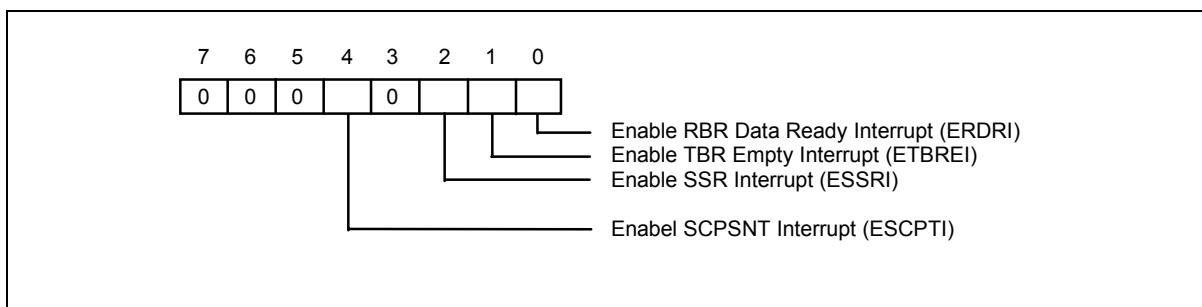 7 6 5 4 3 2 1 0
0 0 0 0
Enable RBR Data Ready Interrupt (ERDRI)
Enable TBR Empty Interrupt (ETBREI)
Enable SSR Interrupt (ESSRI)
Enabel SCPSNT Interrupt (ESCPTI)